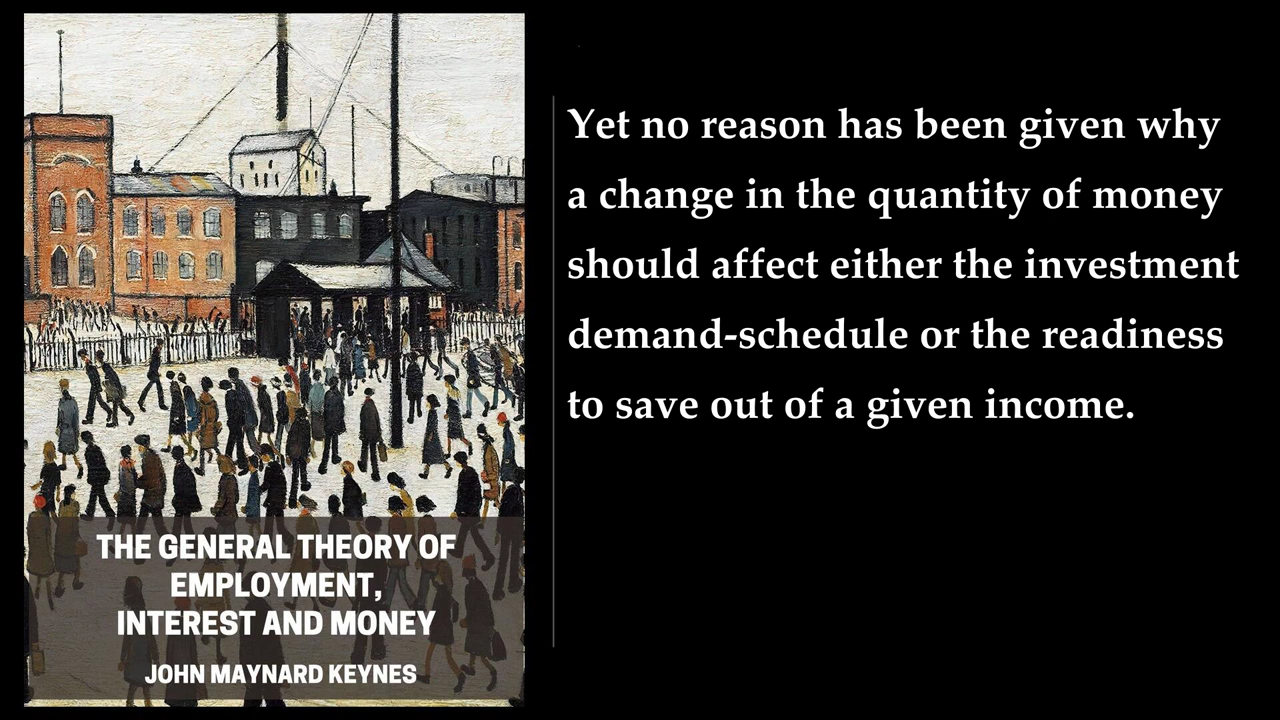 Yet no reason has been given why
a change in the quantity of money
should affect either the investment
demand-schedule or the readiness
to save out of a given income.
THE GENERAL THEORY OF
EMPLOYMENT,
INTEREST AND MONEY
JOHN MAYNARD KEYNES